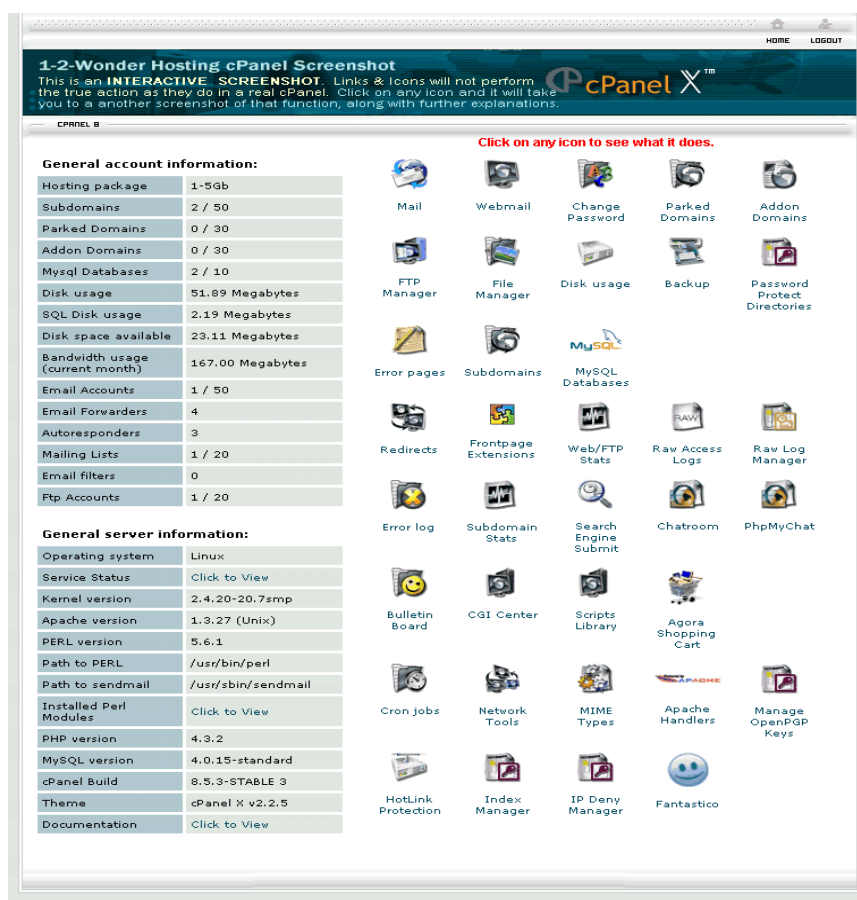 HOME LOGOUT
1-2-Wonder Hosting cPanel Screenshot
This is an INTERACTIVE SCREENSHOT. Links & Icons will not perform
the true action as they do in a real cPanel. Click on any icon and it will take
you to a another screenshot of that function, along with further explanations.
cPanel X™
CPANEL 8
Click on any icon to see what it does.
General account information:
Hosting package 1-5Gb
Subdomains 2 / 50
Parked Domains 0 / 30
Addon Domains 0 / 30
Mysql Databases 2 / 10
Disk usage 51.89 Megabytes
SQL Disk usage 2.19 Megabytes
Disk space available 23.11 Megabytes
Bandwidth usage
(current month) 167.00 Megabytes
Email Accounts 1 / 50
Email Forwarders 4
Autoresponders 3
Mailing Lists 1 / 20
Email filters 0
Ftp Accounts 1 / 20
General server information:
Operating system Linux
Service Status Click to View
Kernel version 2.4.20-20.7smp
Apache version 1.3.27 (Unix)
PERL version 5.6.1
Path to PERL /usr/bin/perl
Path to sendmail /usr/sbin/sendmail
Installed Perl
Modules Click to View
PHP version 4.3.2
MySQL version 4.0.15-standard
cPanel Build 8.5.3-STABLE 3
Theme cPanel X v2.2.5
Documentation Click to View
Mail
Webmail
Change
Password
Parked
Domains
Addon
Domains
FTP
Manager
File
Manager
Disk usage
Backup
Password
Protect
Directories
Error pages
Subdomains
MySQL
MySQL
Databases
Redirects
Frontpage
Extensions
Web/FTP
Stats
RAW
Raw Access
Logs
Raw Log
Manager
Error log
Subdomain
Stats
Search
Engine
Submit
Chatroom
PhpMyChat
Bulletin
Board
CGI Center
Scripts
Library
Agora
Shopping
Cart
Cron jobs
Network
Tools
MIME
Types
APACHE
Apache
Handlers
Manage
OpenPGP
Keys
HotLink
Protection
Index
Manager
IP Deny
Manager
Fantastico